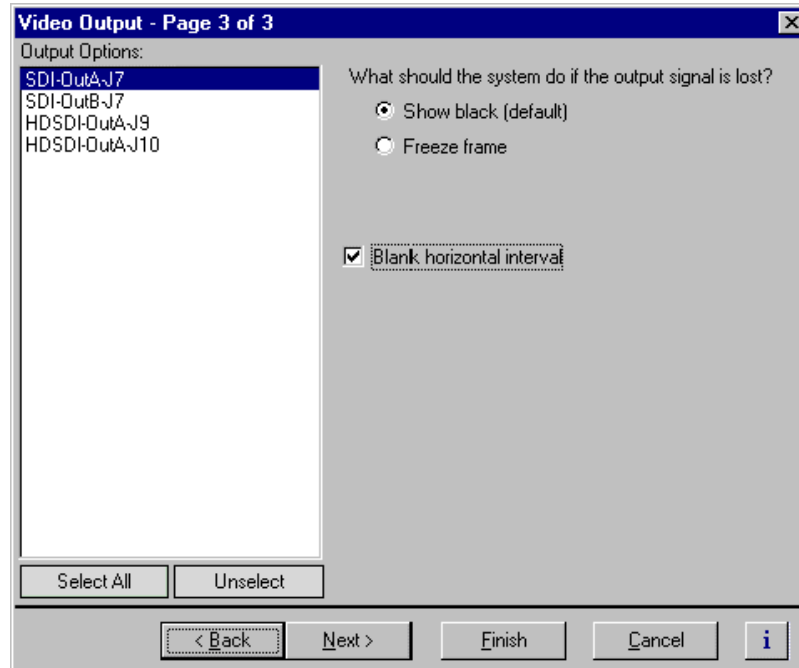 Video Output - Page 3 of 3
Output Options:
SDI-OutA-J7
SDI-OutB-J7
HDSDI-OutA-J9
HDSDI-OutA-J10
What should the system do if the output signal is lost?
Show black (default)
Freeze frame
Blank horizontal interval
Select All
Unselect
< Back
Next >
Finish
Cancel
i